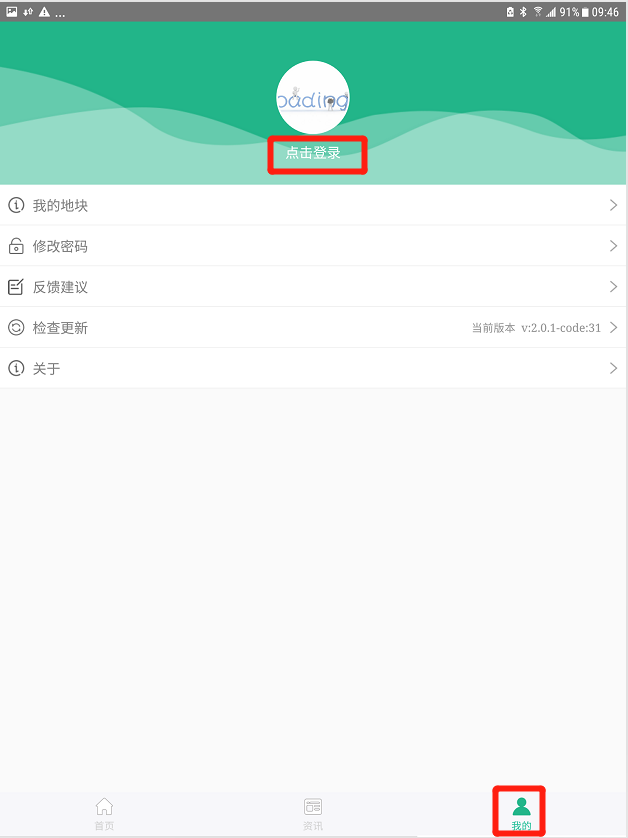 ... 91% 09:46
oading
点击登录
我的地块
修改密码
反馈建议
检查更新 当前版本 v:2.0.1-code:31
关于
首页 资讯 我的